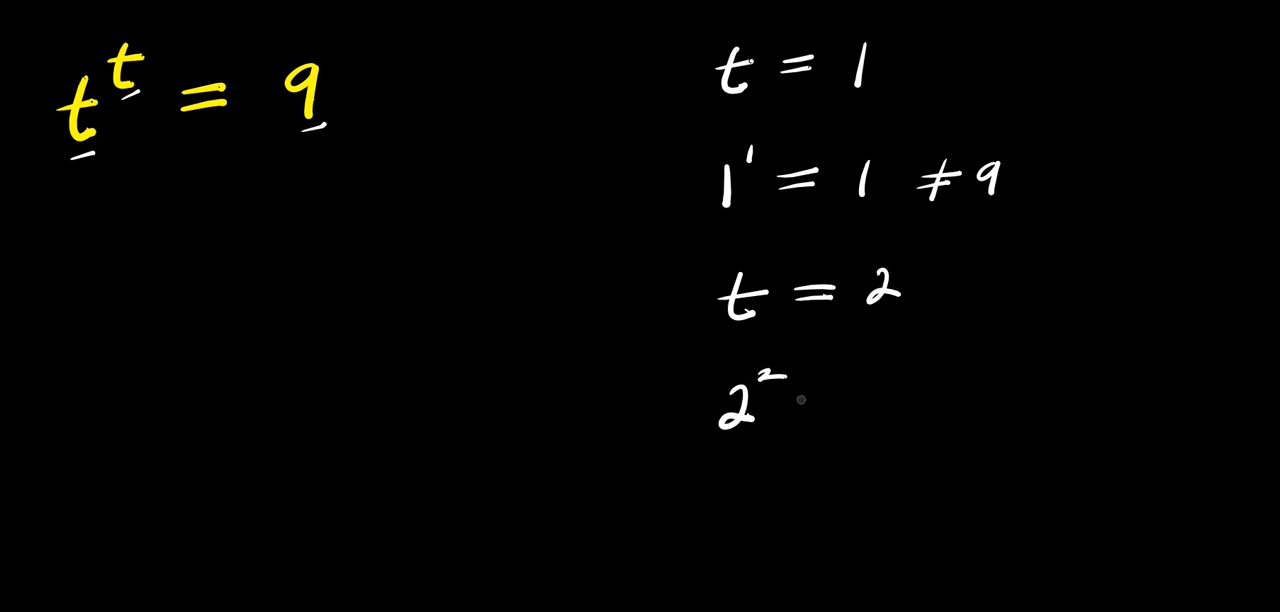 t^t = 9
t = 1
1^1 = 1 ≠ 9
t = 2
2^2